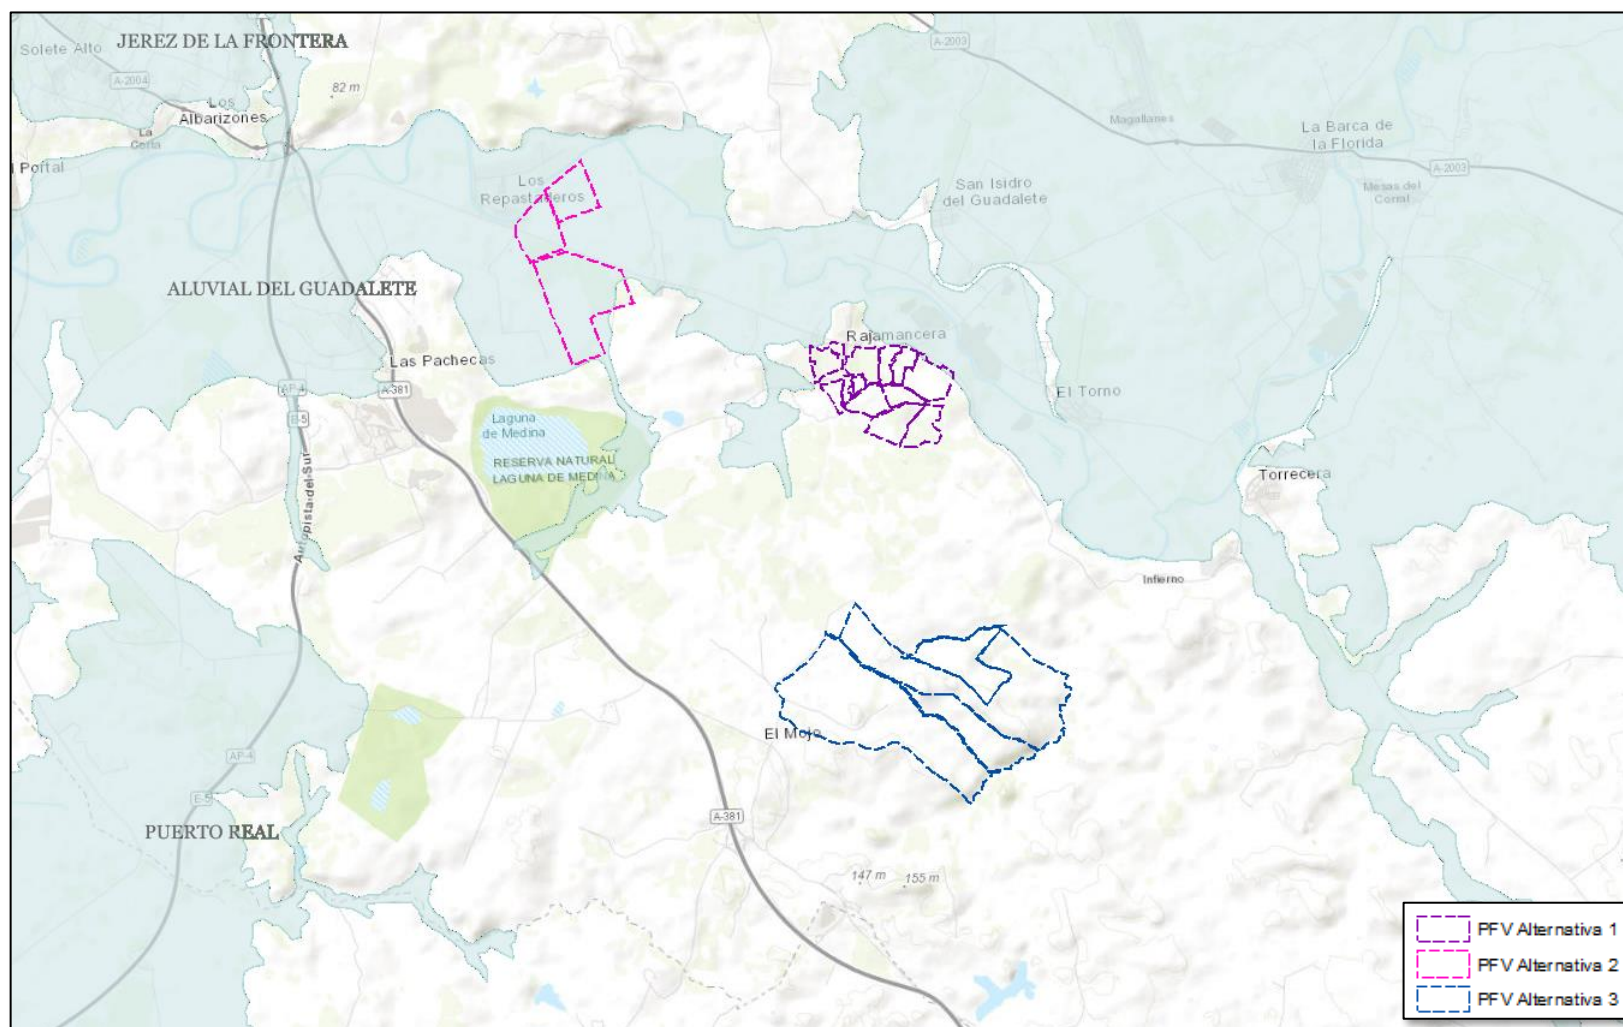 Solete Alto
JEREZ DE LA FRONTERA
A-2003
A-2004
82 m
Los
Albarizones
La
Magallanes
La Barca de
la Florida
A-2003
Portal
Los
Repastaderos
San Isidro
del Guadalete
Mesas del
Corral
ALUVIAL DEL GUADALETE
Rajamancera
Las Pachecas
AP-4
A-381
E-5
El Torno
Laguna
de Medina
RESERVA NATURAL
LAGUNA DE MEDINA
Autopista del Sur
Torrecera
Infierno
El Mojo
AP-4
E-5
A-381
PUERTO REAL
147 m
155 m
PFV Alternativa 1
PFV Alternativa 2
PFV Alternativa 3